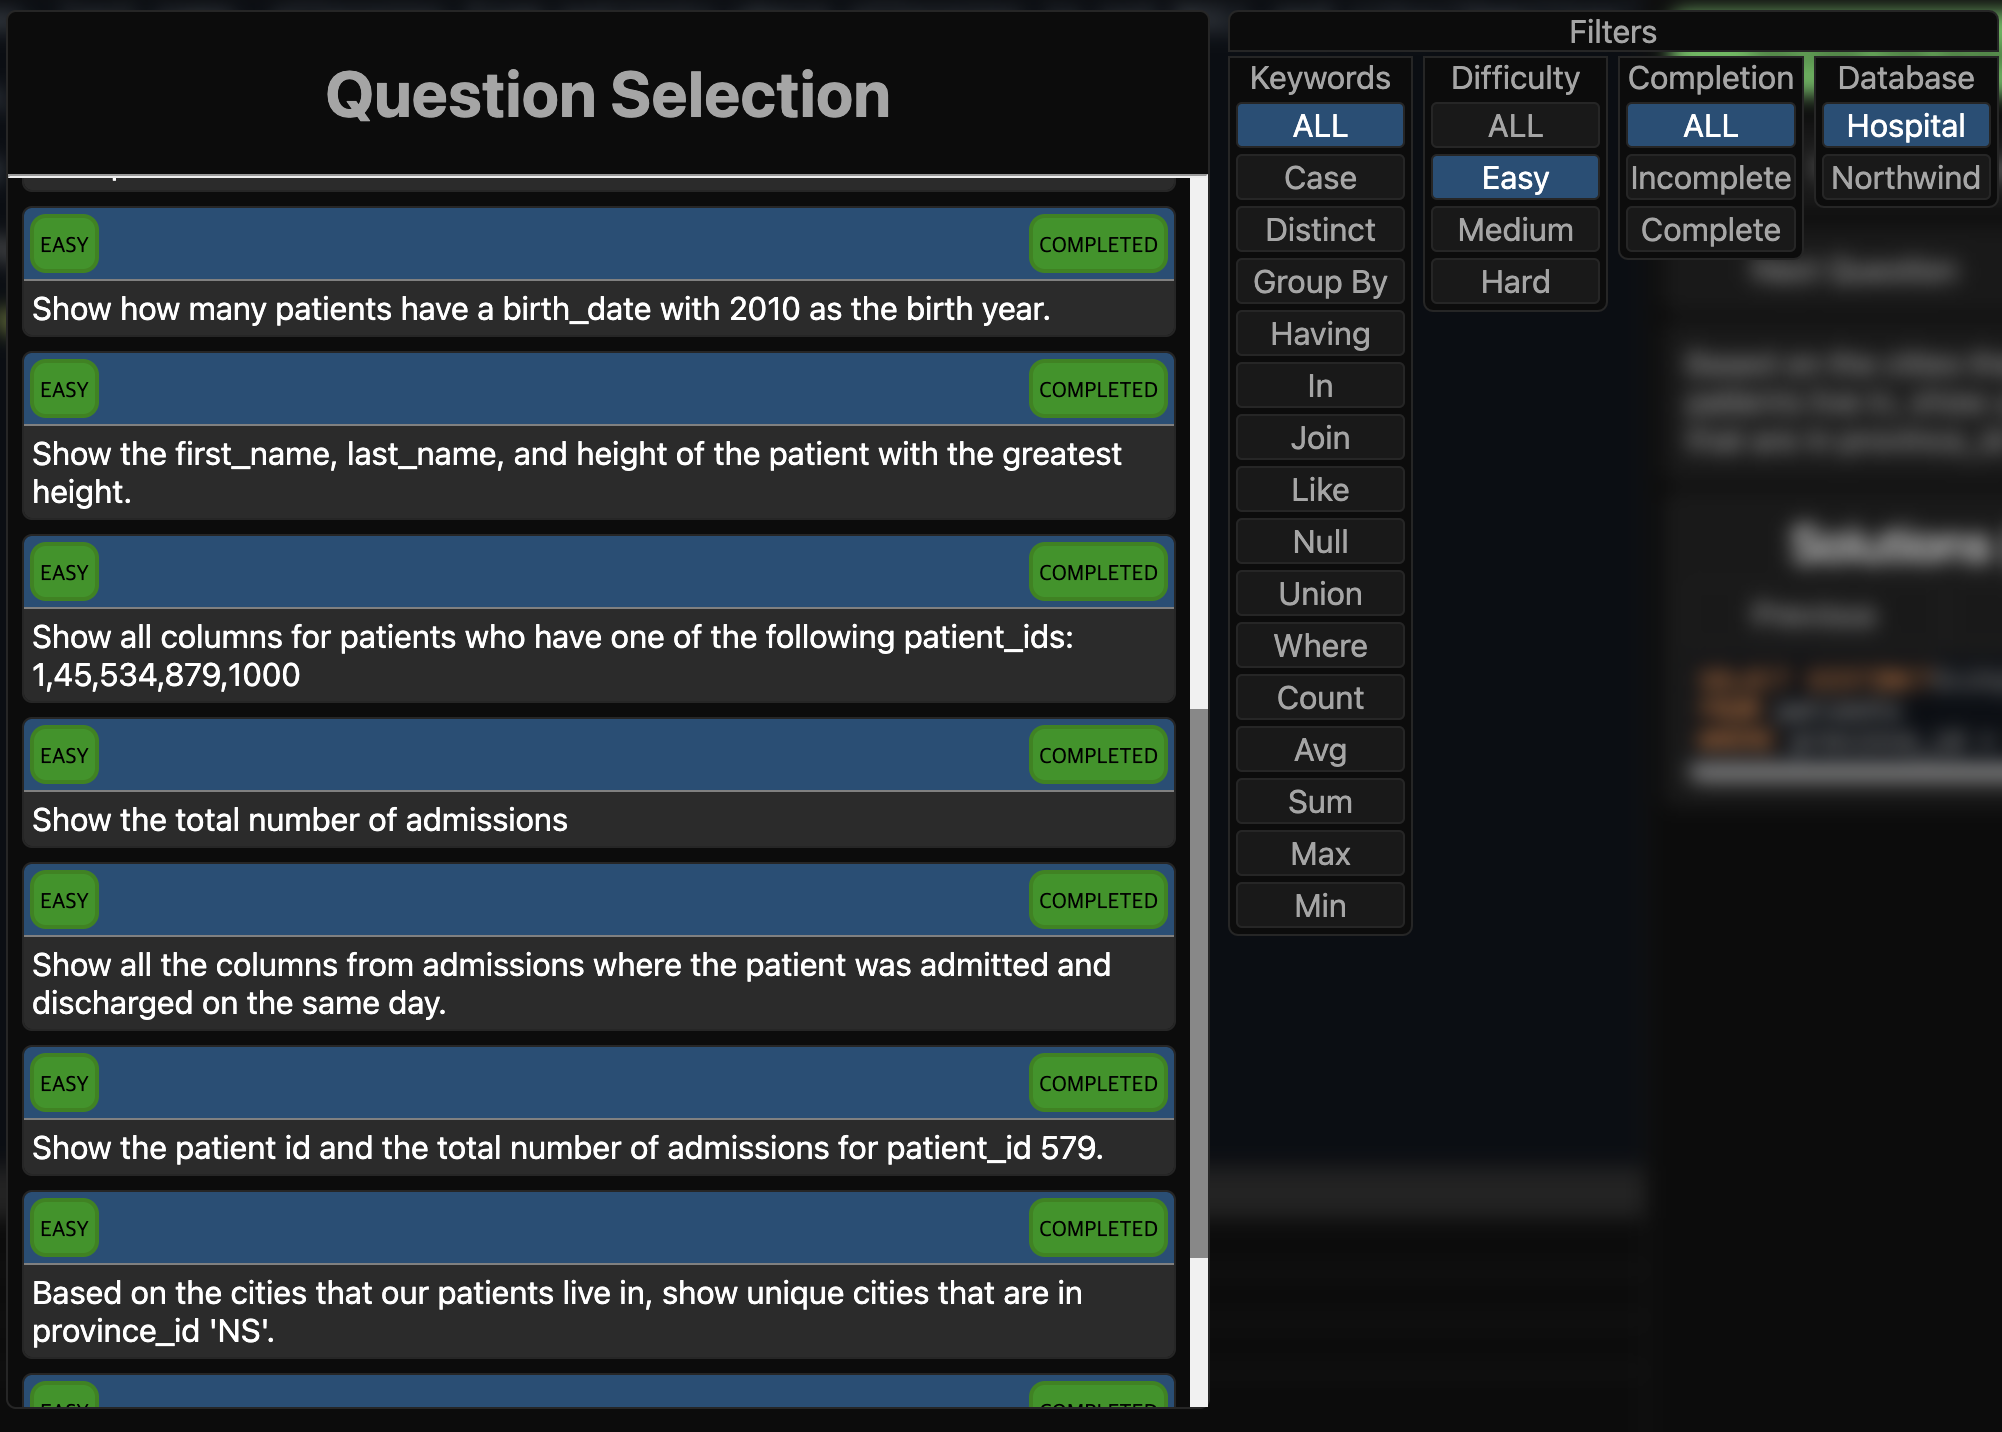 Question Selection
EASY
COMPLETED
Show how many patients have a birth_date with 2010 as the birth year.
EASY
COMPLETED
Show the first_name, last_name, and height of the patient with the greatest
height.
EASY
COMPLETED
Show all columns for patients who have one of the following patient_ids:
1,45,534,879,1000
EASY
COMPLETED
Show the total number of admissions
EASY
COMPLETED
Show all the columns from admissions where the patient was admitted and
discharged on the same day.
EASY
COMPLETED
Show the patient id and the total number of admissions for patient_id 579.
EASY
COMPLETED
Based on the cities that our patients live in, show unique cities that are in
province_id 'NS'.
EASY
COMPLETED
Filters
Keywords
ALL
Case
Distinct
Group By
Having
In
Join
Like
Null
Union
Where
Count
Avg
Sum
Max
Min
Difficulty
ALL
Easy
Medium
Hard
Completion
ALL
Incomplete
Complete
Database
Hospital
Northwind
Next Question
Solutions
Previous